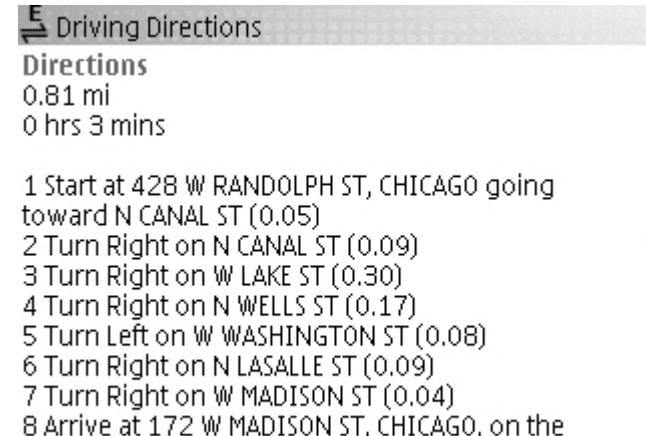 E
Driving Directions
Directions
0.81 mi
0 hrs 3 mins
1 Start at 428 W RANDOLPH ST, CHICAGO going
toward N CANAL ST (0.05)
2 Turn Right on N CANAL ST (0.09)
3 Turn Right on W LAKE ST (0.30)
4 Turn Right on N WELLS ST (0.17)
5 Turn Left on W WASHINGTON ST (0.08)
6 Turn Right on N LASALLE ST (0.09)
7 Turn Right on W MADISON ST (0.04)
8 Arrive at 172 W MADISON ST, CHICAGO, on the